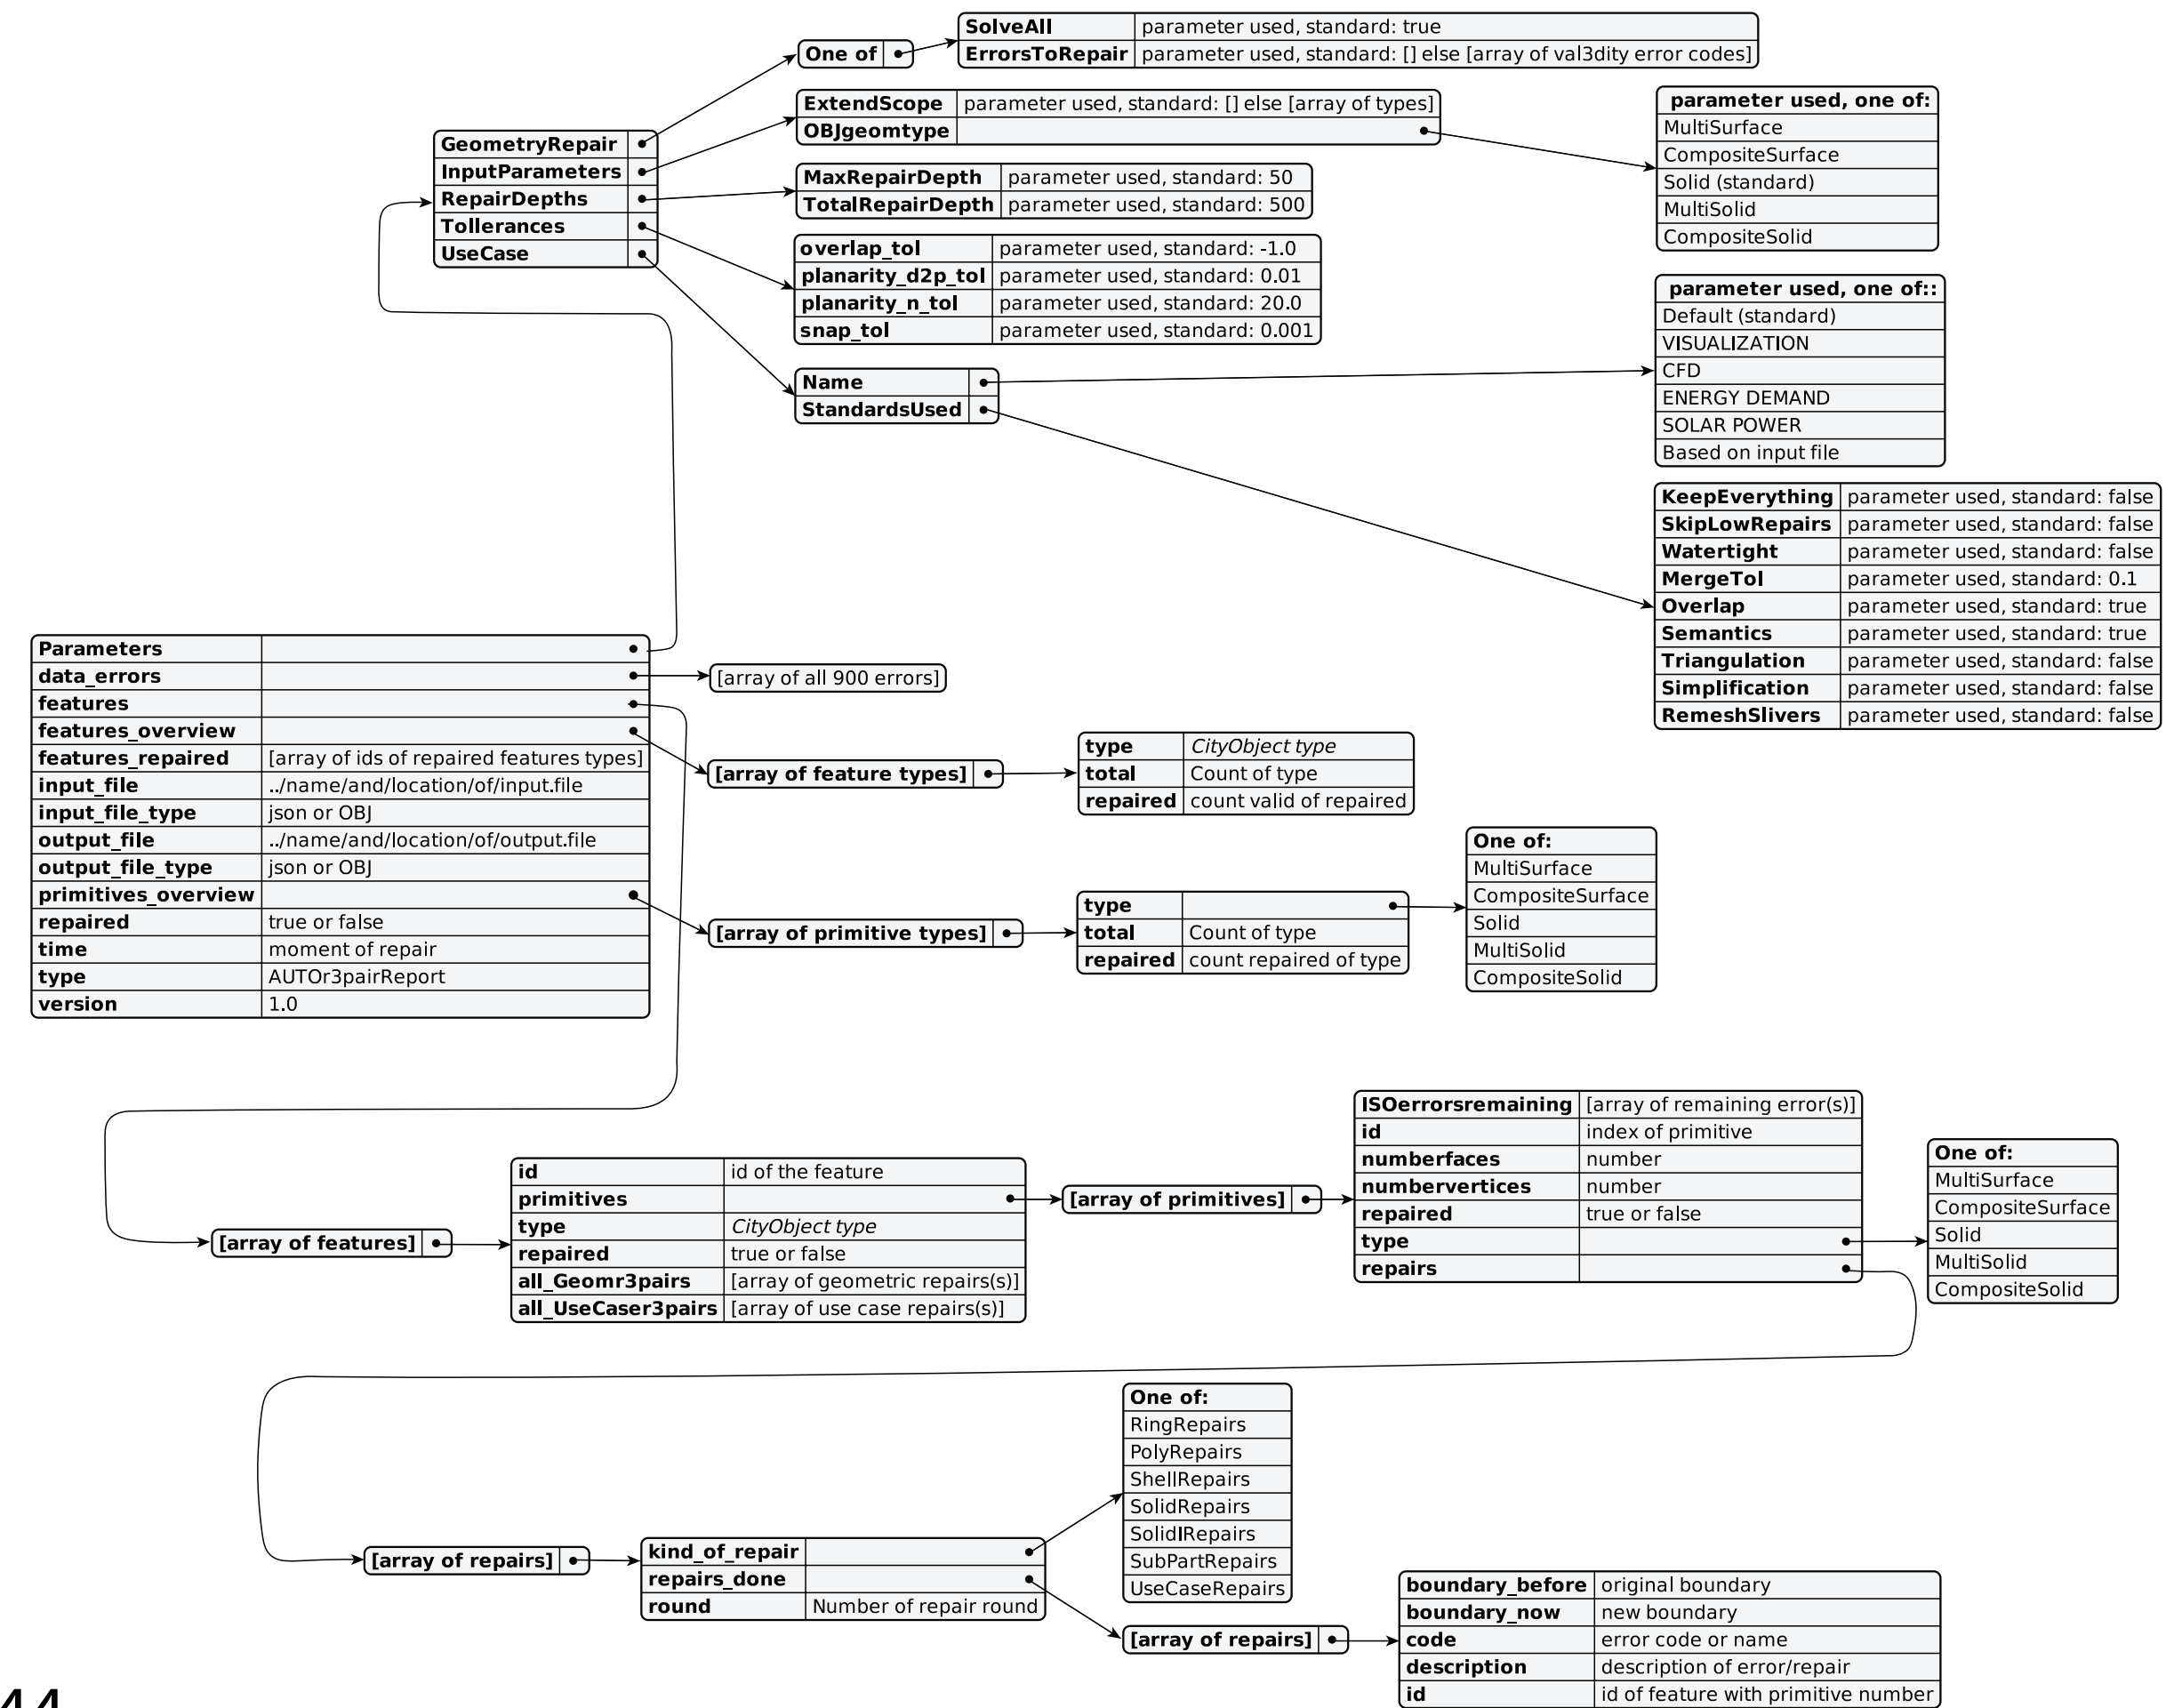 One of
SolveAll parameter used, standard: true
ErrorsToRepair parameter used, standard: [] else [array of val3dity error codes]
GeometryRepair
InputParameters
RepairDepths
Tollerances
UseCase
ExtendScope parameter used, standard: [] else [array of types]
OBJgeomtype
parameter used, one of:
MultiSurface
CompositeSurface
Solid (standard)
MultiSolid
CompositeSolid
MaxRepairDepth parameter used, standard: 50
TotalRepairDepth parameter used, standard: 500
overlap_tol parameter used, standard: -1.0
planarity_d2p_tol parameter used, standard: 0.01
planarity_n_tol parameter used, standard: 20.0
snap_tol parameter used, standard: 0.001
Name
StandardsUsed
parameter used, one of::
Default (standard)
VISUALIZATION
CFD
ENERGY DEMAND
SOLAR POWER
Based on input file
KeepEverything parameter used, standard: false
SkipLowRepairs parameter used, standard: false
Watertight parameter used, standard: false
MergeTol parameter used, standard: 0.1
Overlap parameter used, standard: true
Semantics parameter used, standard: true
Triangulation parameter used, standard: false
Simplification parameter used, standard: false
RemeshSlivers parameter used, standard: false
Parameters
data_errors
features
features_overview
features_repaired [array of ids of repaired features types]
input_file ../name/and/location/of/input.file
input_file_type json or OBJ
output_file ../name/and/location/of/output.file
output_file_type json or OBJ
primitives_overview
repaired true or false
time moment of repair
type AUTOr3pairReport
version 1.0
[array of all 900 errors]
[array of feature types]
type CityObject type
total Count of type
repaired count valid of repaired
[array of primitive types]
type
total Count of type
repaired count repaired of type
One of:
MultiSurface
CompositeSurface
Solid
MultiSolid
CompositeSolid
[array of features]
id id of the feature
primitives
type CityObject type
repaired true or false
all_Geomr3pairs [array of geometric repairs(s)]
all_UseCaser3pairs [array of use case repairs(s)]
[array of primitives]
ISOerrorsremaining [array of remaining error(s)]
id index of primitive
numberfaces number
numbervertices number
repaired true or false
type
repairs
One of:
MultiSurface
CompositeSurface
Solid
MultiSolid
CompositeSolid
[array of repairs]
kind_of_repair
repairs_done
round Number of repair round
One of:
RingRepairs
PolyRepairs
ShellRepairs
SolidRepairs
SolidIRepairs
SubPartRepairs
UseCaseRepairs
[array of repairs]
boundary_before original boundary
boundary_now new boundary
code error code or name
description description of error/repair
id id of feature with primitive number
44